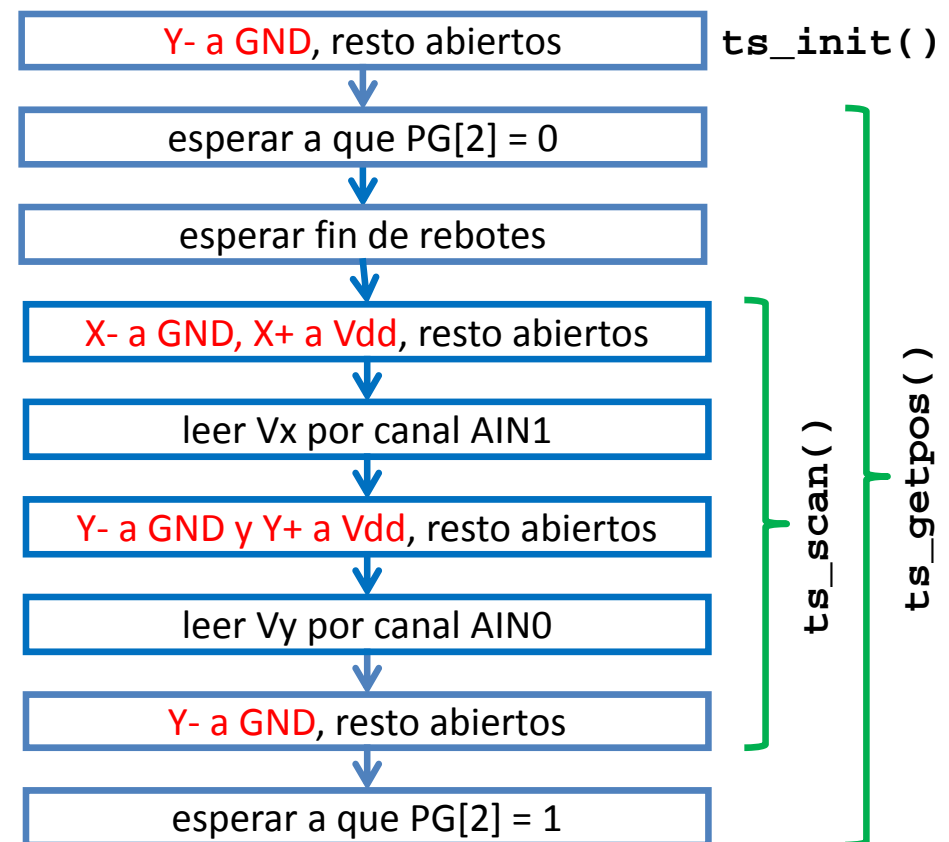 Y- a GND, resto abiertos
ts_init()
esperar a que PG[2] = 0
esperar fin de rebotes
X- a GND, X+ a Vdd, resto abiertos
leer Vx por canal AIN1
Y- a GND y Y+ a Vdd, resto abiertos
leer Vy por canal AIN0
Y- a GND, resto abiertos
esperar a que PG[2] = 1
ts_scan()
ts_getpos()